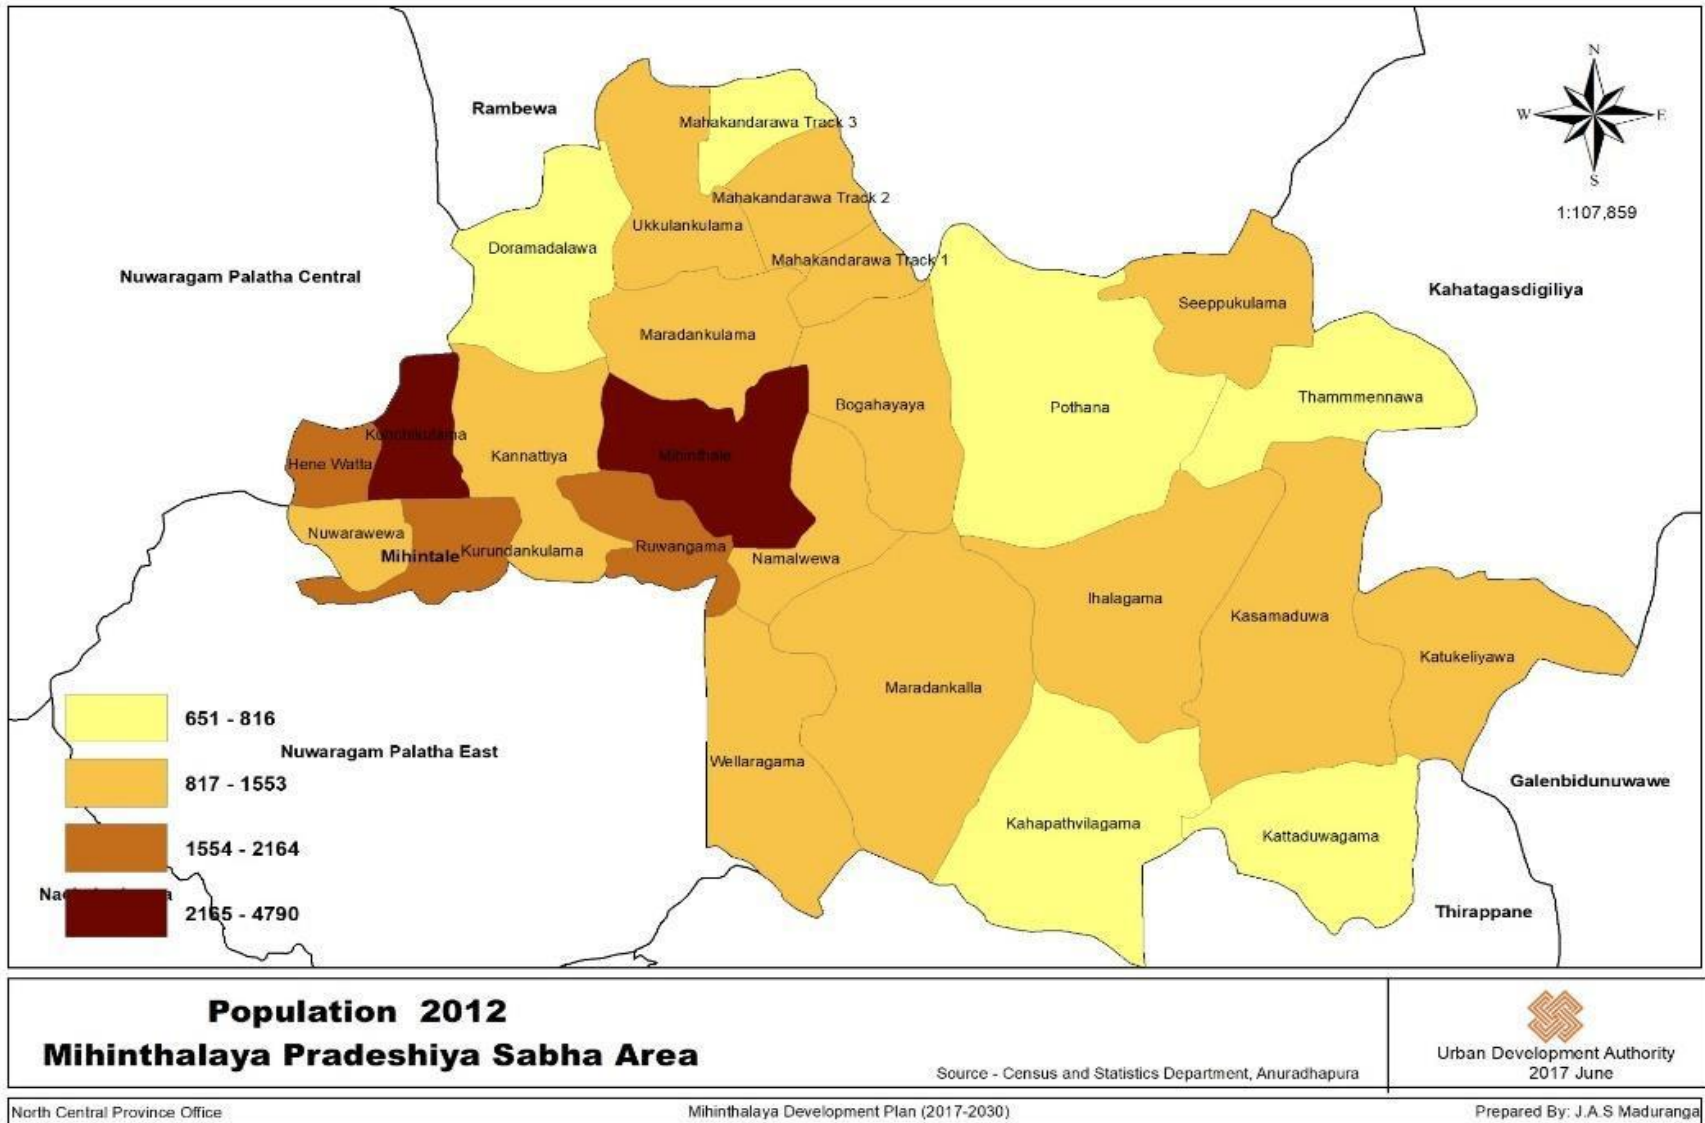 N
W E
S
1:107,859
Rambewa
Mahakandarawa Track 3
Mahakandarawa Track 2
Ukkulankulama
Doramadalawa
Mahakandarawa Track 1
Nuwaragam Palatha Central
Kahatagasdigiliya
Seeppukulama
Maradankulama
Bogahayaya
Pothana
Thammmennawa
Kannattiya
Mihinthale
Hene Watta
Nuwarawewa
Mihintale
Kurundankulama
Ruwangama
Namalwewa
Ihalagama
Kasamaduwa
Katukeliyawa
Maradankalla
Wellaragama
Kahapathvilagama
Kattaduwagama
Nuwaragam Palatha East
Galenbidunuwawe
Thirappane
651 - 816
817 - 1553
1554 - 2164
2165 - 4790
Population 2012
Mihinthalaya Pradeshiya Sabha Area
Source - Census and Statistics Department, Anuradhapura
Urban Development Authority
2017 June
North Central Province Office
Mihinthalaya Development Plan (2017-2030)
Prepared By: J.A.S Maduranga